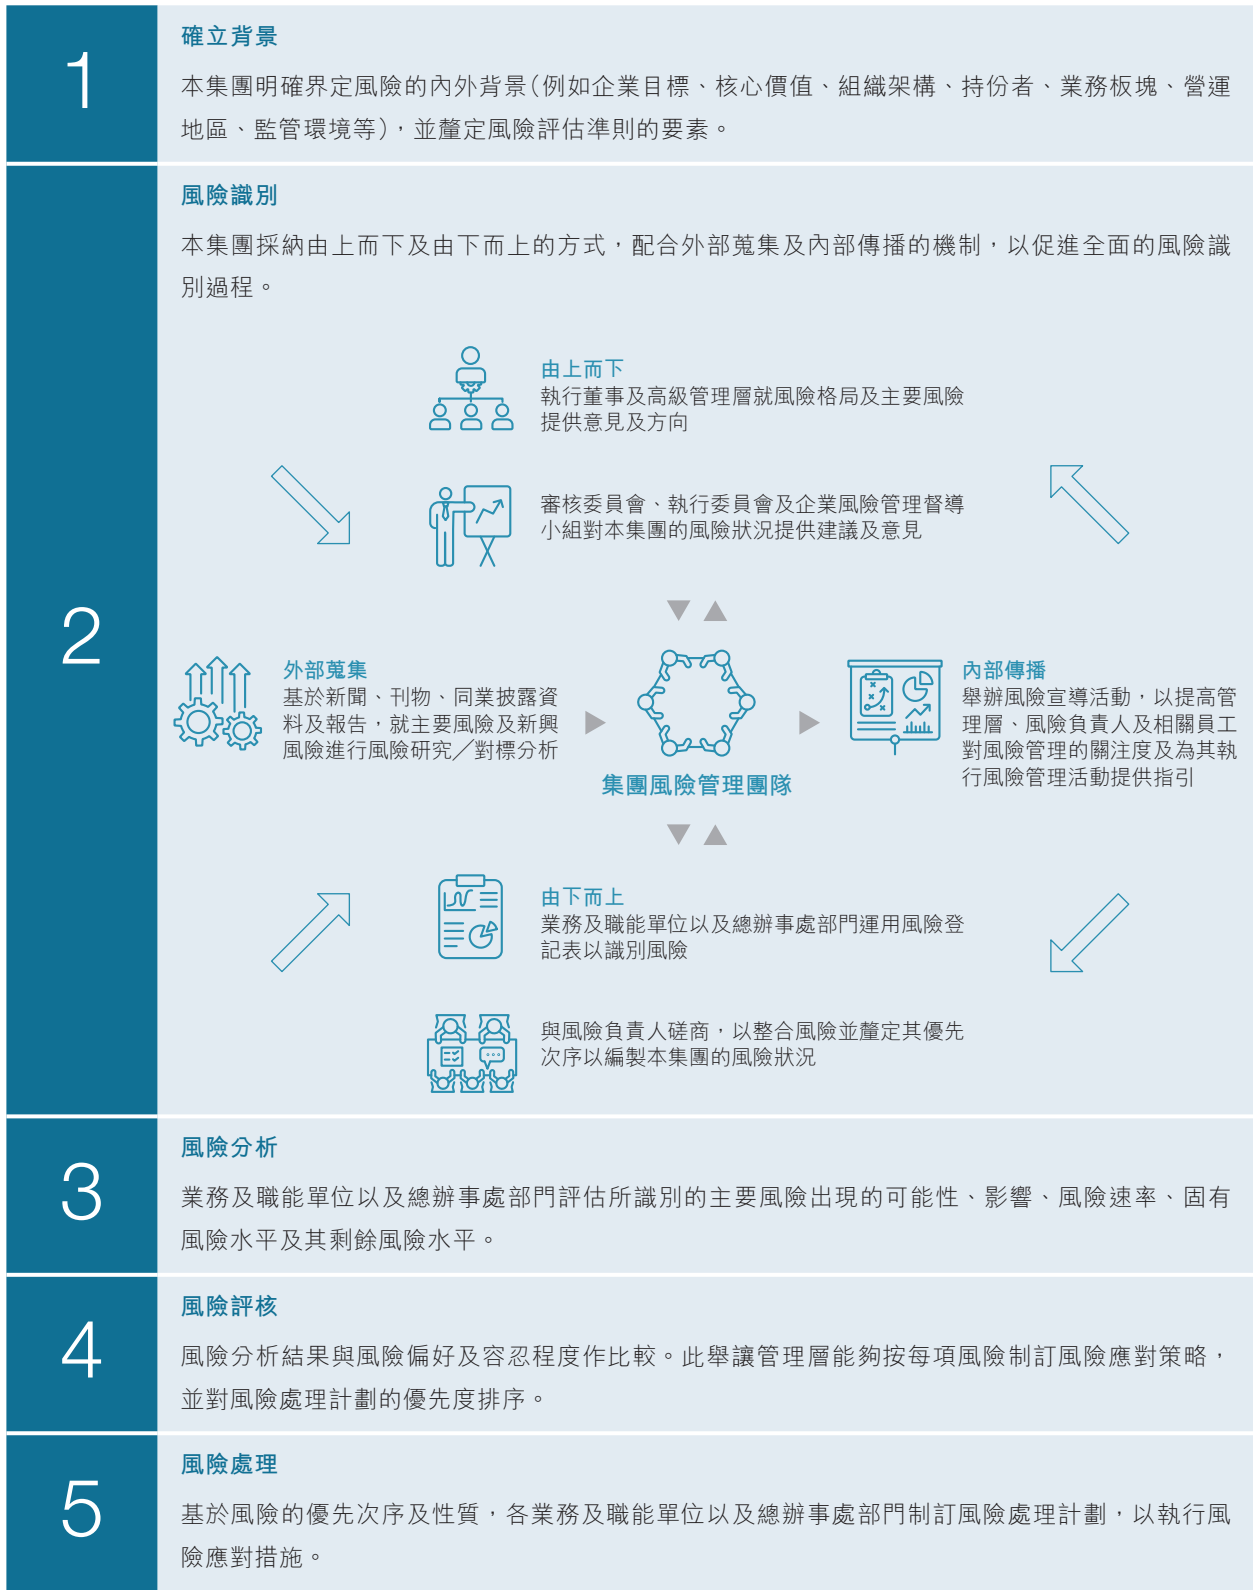 1
確立背景
本集團明確界定風險的內外背景(例如企業目標、核心價值、組織架構、持份者、業務板塊、營運
地區、監管環境等)，並釐定風險評估準則的要素。
2
風險識別
本集團採納由上而下及由下而上的方式，配合外部蒐集及內部傳播的機制，以促進全面的風險識
別過程。
由上而下
執行董事及高級管理層就風險格局及主要風險
提供意見及方向
審核委員會、執行委員會及企業風險管理督導
小組對本集團的風險狀況提供建議及意見
外部蒐集
基於新聞、刊物、同業披露資
料及報告，就主要風險及新興
風險進行風險研究／對標分析
集團風險管理團隊
內部傳播
舉辦風險宣導活動，以提高管
理層、風險負責人及相關員工
對風險管理的關注度及為其執
行風險管理活動提供指引
由下而上
業務及職能單位以及總辦事處部門運用風險登
記表以識別風險
與風險負責人磋商，以整合風險並釐定其優先
次序以編製本集團的風險狀況
3
風險分析
業務及職能單位以及總辦事處部門評估所識別的主要風險出現的可能性、影響、風險速率、固有
風險水平及其剩餘風險水平。
4
風險評核
風險分析結果與風險偏好及容忍程度作比較。此舉讓管理層能夠按每項風險制訂風險應對策略，
並對風險處理計劃的優先度排序。
5
風險處理
基於風險的優先次序及性質，各業務及職能單位以及總辦事處部門制訂風險處理計劃，以執行風
險應對措施。